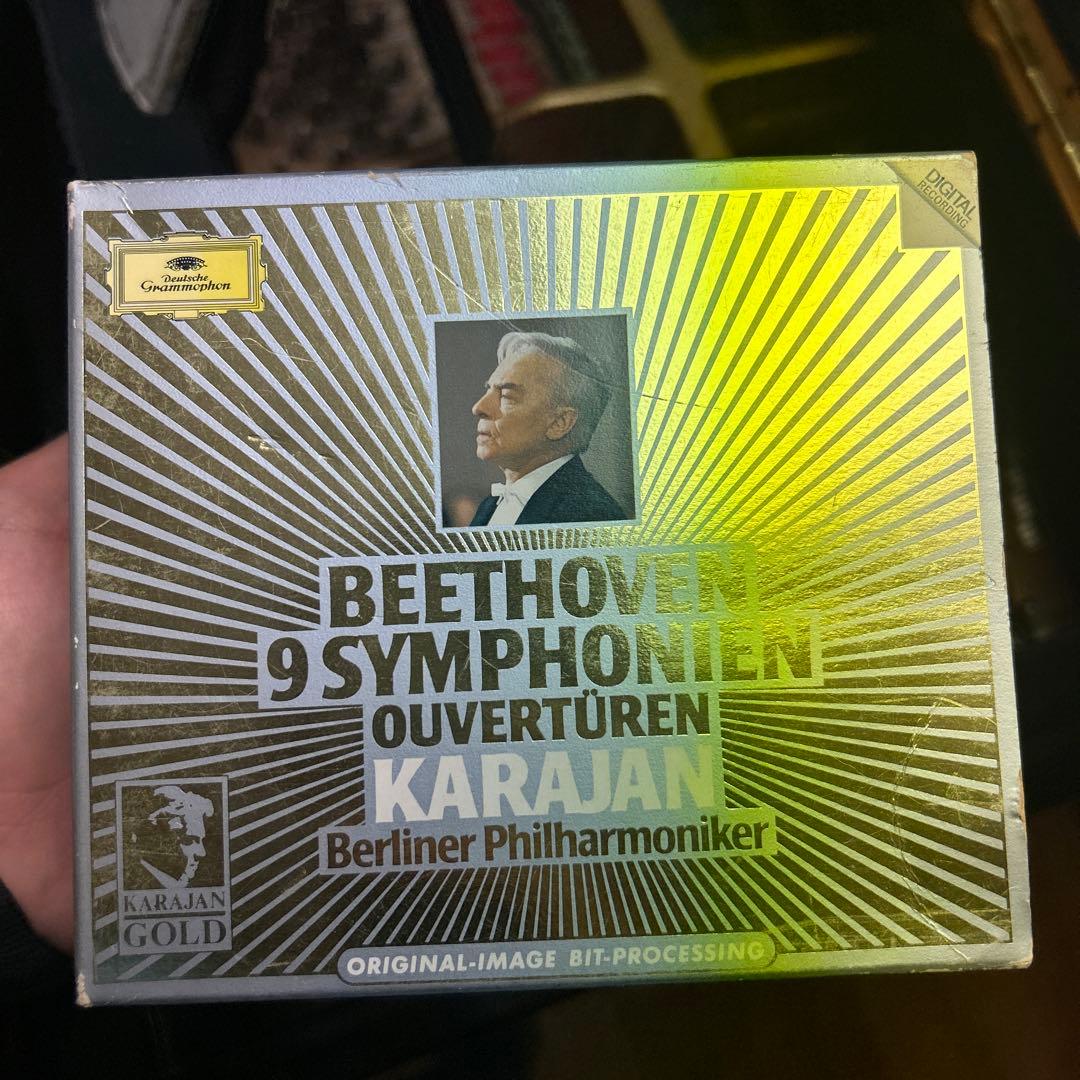 DIGITAL
RECORDING
Deutsche
Grammophon
BEETHOVEN
9 SYMPHONIEN
OUVERTÜREN
KARAJAN
Berliner Philharmoniker
KARAJAN
GOLD
ORIGINAL-IMAGE BIT-PROCESSING